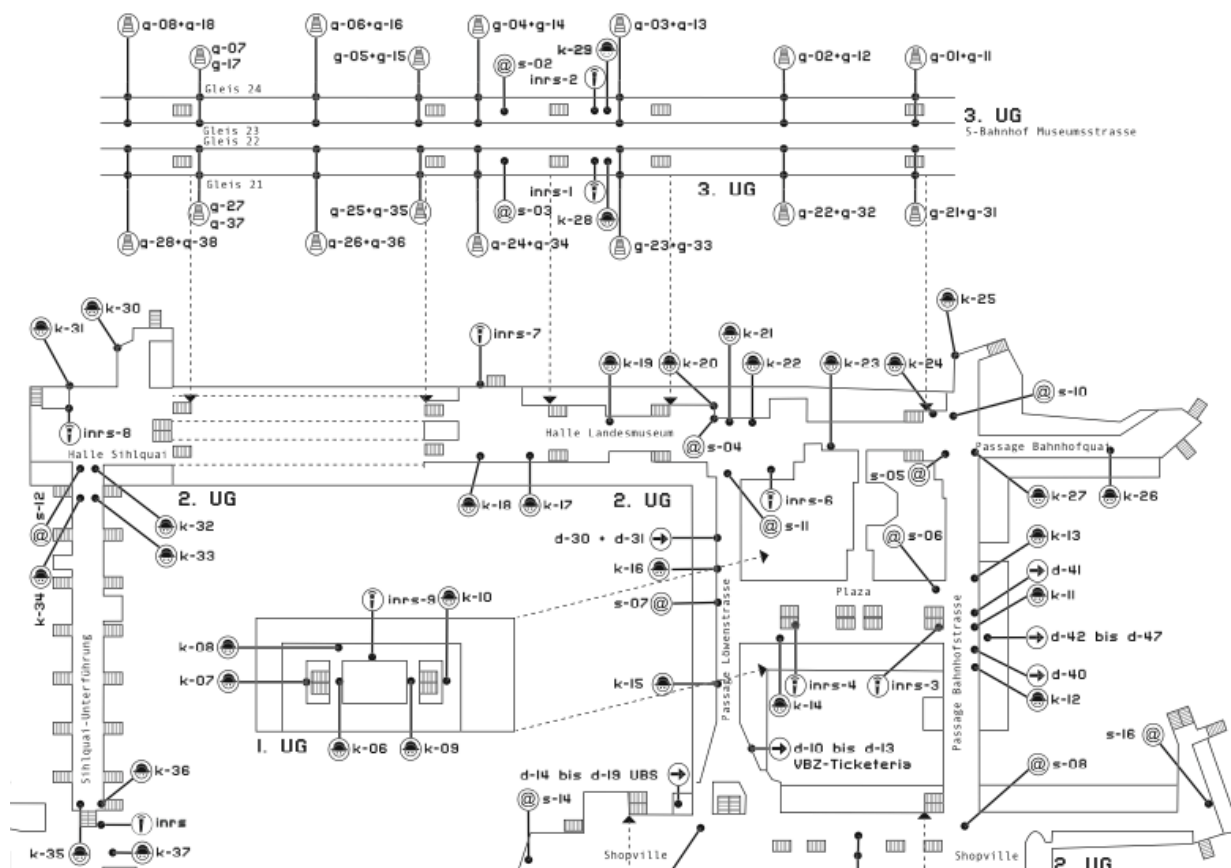 g-08+g-18
g-06+g-16
g-04+g-14
g-03+g-13
k-29
g-07
g-17
g-05+g-15
s-02
inrs-2
g-02+g-12
g-01+g-11
Gleis 24
3. UG
S-Bahnhof Museumsstrasse
Gleis 23
Gleis 22
Gleis 21
inrs-1
3. UG
g-27
g-37
g-25+g-35
s-03
k-28
g-22+g-32
g-21+g-31
g-28+g-38
g-26+g-36
g-24+g-34
g-23+g-33
k-30
k-31
k-25
inrs-7
k-21
k-19
k-20
k-22
k-23
k-24
s-10
inrs-8
Halle Landesmuseum
s-04
Halle Sihlquai
Passage Bahnhofquai
s-05
s-12
2. UG
k-18
k-17
2. UG
inrs-6
k-27
k-26
k-32
s-11
k-33
d-30 + d-31
s-06
k-13
k-34
k-16
d-41
s-07
Plaza
k-11
inrs-9
k-10
d-42 bis d-47
k-08
k-07
Sihlquai-Unterführung
Passage Löwenstrasse
Passage Bahnhofstrasse
d-40
k-15
inrs-4
inrs-3
k-12
k-14
1. UG
k-06
k-09
d-10 bis d-13
VBZ-Ticketeria
s-16
k-36
d-14 bis d-19 UBS
s-08
s-14
inrs
k-35
k-37
Shopville
Shopville
2. UG